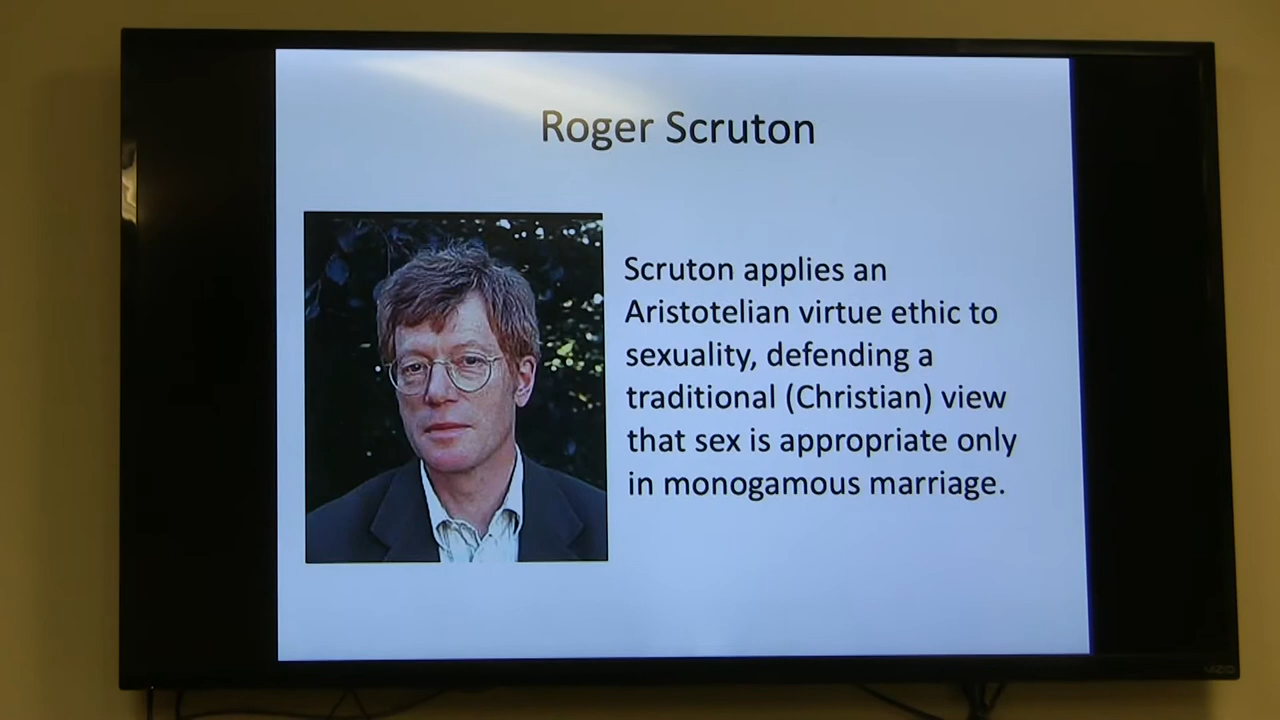 Roger Scruton
Scruton applies an
Aristotelian virtue ethic to
sexuality, defending a
traditional (Christian) view
that sex is appropriate only
in monogamous marriage.
VIZIO